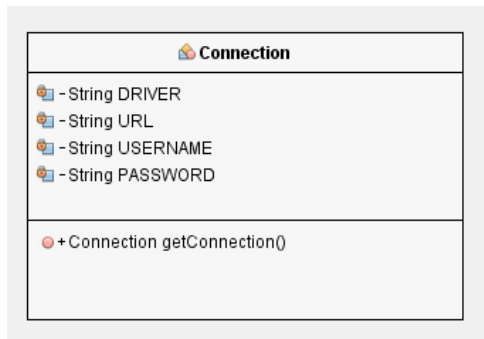 Connection
- String DRIVER
- String URL
- String USERNAME
- String PASSWORD
+ Connection getConnection()